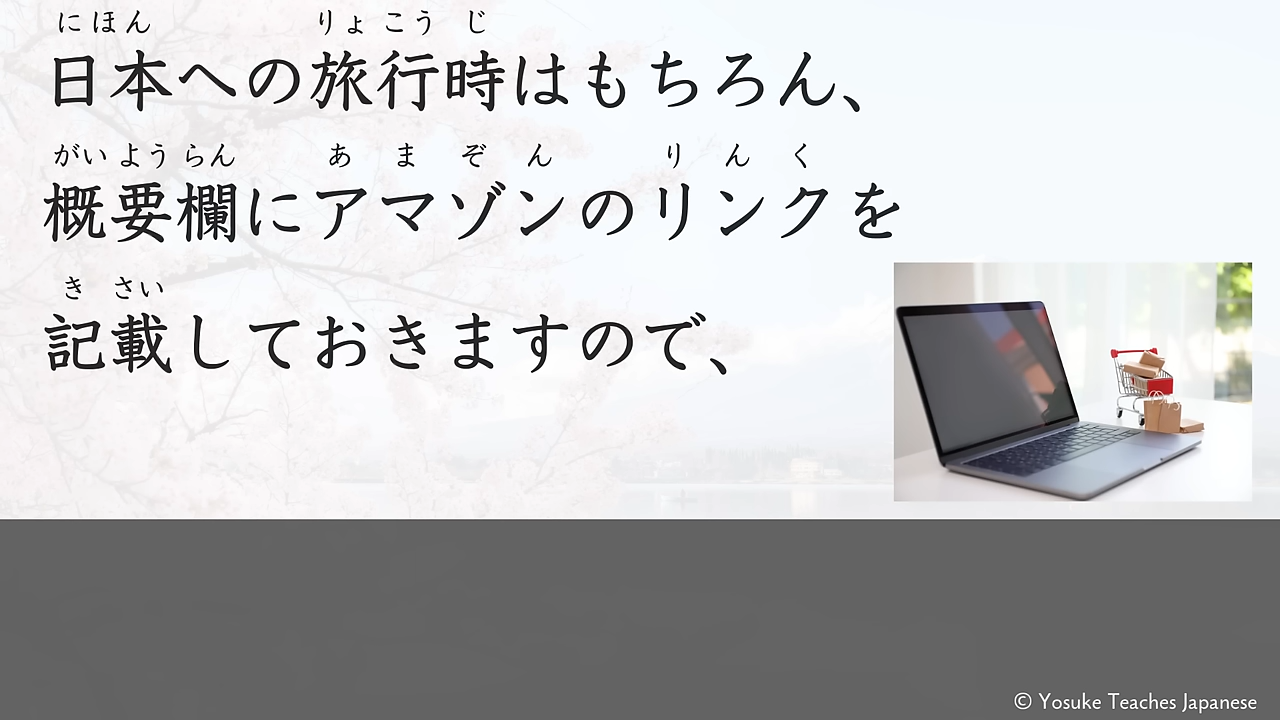 にほん りょこうじ
日本への旅行時はもちろん、
がいようらん あまぞん りんく
概要欄にアマゾンのリンクを
きさい
記載しておきますので、
© Yosuke Teaches Japanese